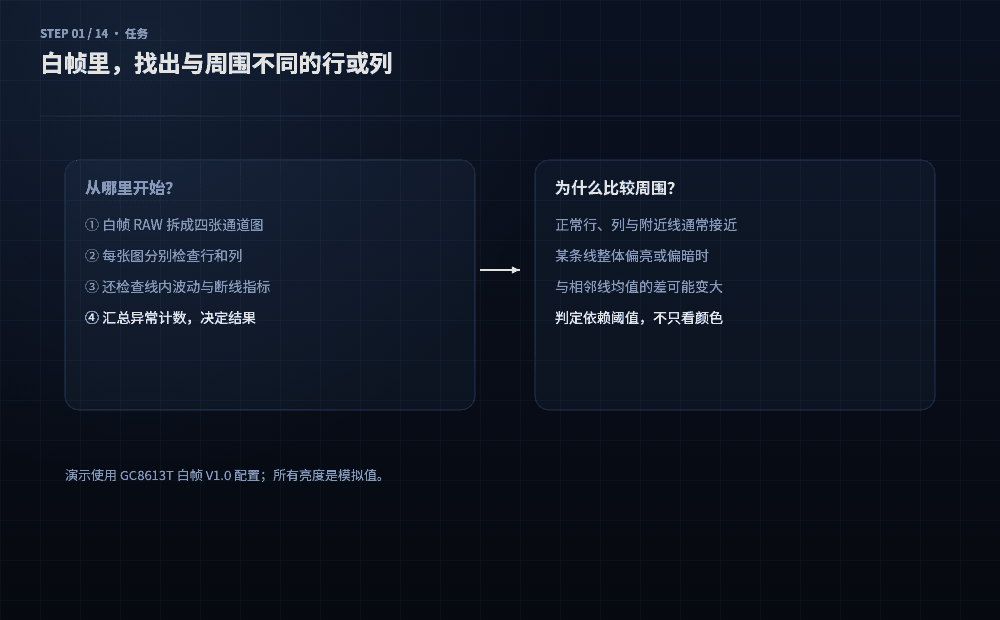 STEP 01 / 14 · 任务
白帧里，找出与周围不同的行或列
从哪里开始？
① 白帧 RAW 拆成四张通道图
② 每张图分别检查行和列
③ 还检查线内波动与断线指标
④ 汇总异常计数，决定结果
为什么比较周围？
正常行、列与附近线通常接近
某条线整体偏亮或偏暗时
与相邻线均值的差可能变大
判定依赖阈值，不只看颜色
演示使用 GC8613T 白帧 V1.0 配置；所有亮度是模拟值。